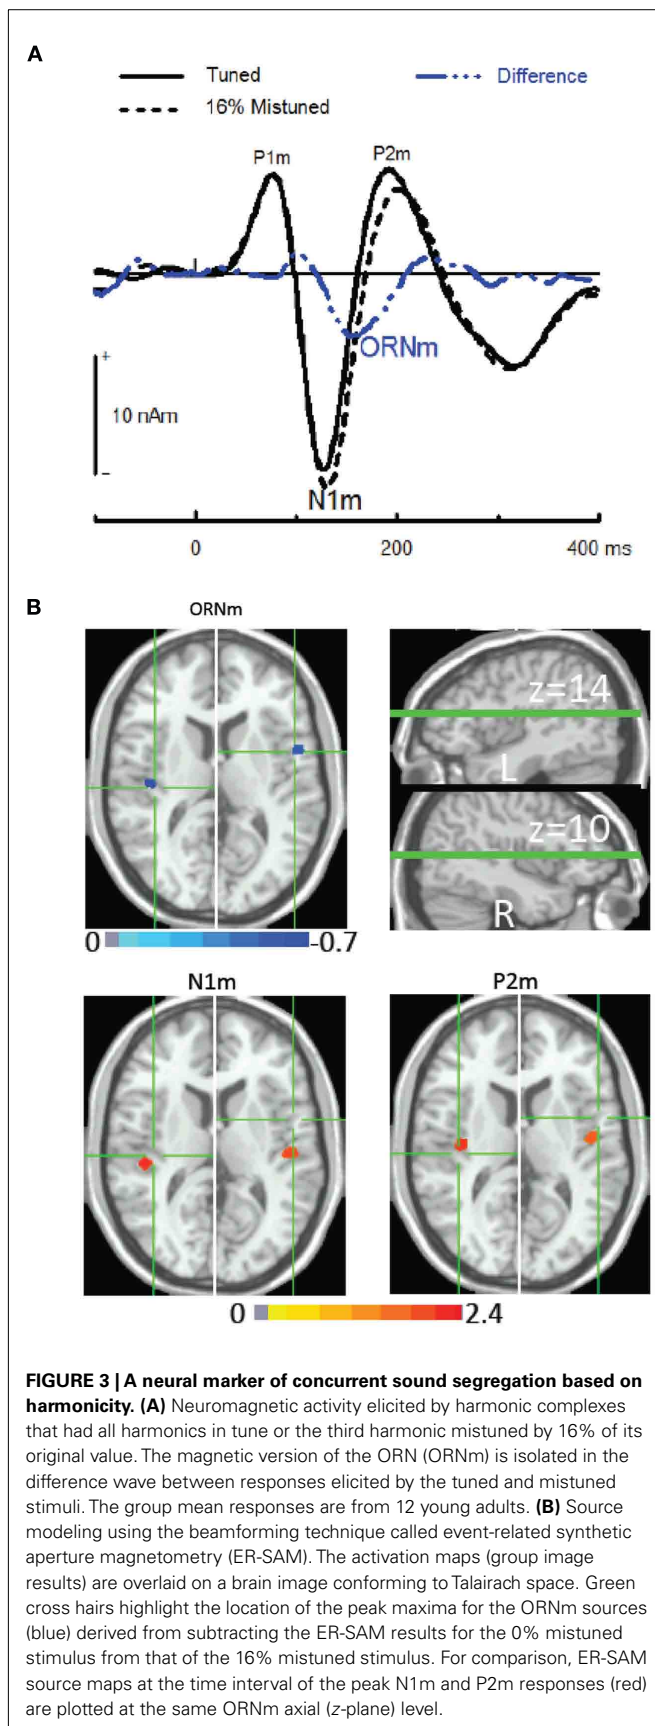 A
Tuned
Difference
16% Mistuned
P1m
P2m
ORNm
+
10 nAm
–
N1m
0
200
400 ms
B
ORNm
z=14
L
z=10
R
0
-0.7
N1m
P2m
0
2.4
FIGURE 3 | A neural marker of concurrent sound segregation based on
harmonicity. (A) Neuromagnetic activity elicited by harmonic complexes
that had all harmonics in tune or the third harmonic mistuned by 16% of its
original value. The magnetic version of the ORN (ORNm) is isolated in the
difference wave between responses elicited by the tuned and mistuned
stimuli. The group mean responses are from 12 young adults. (B) Source
modeling using the beamforming technique called event-related synthetic
aperture magnetometry (ER-SAM). The activation maps (group image
results) are overlaid on a brain image conforming to Talairach space. Green
cross hairs highlight the location of the peak maxima for the ORNm sources
(blue) derived from subtracting the ER-SAM results for the 0% mistuned
stimulus from that of the 16% mistuned stimulus. For comparison, ER-SAM
source maps at the time interval of the peak N1m and P2m responses (red)
are plotted at the same ORNm axial (z-plane) level.